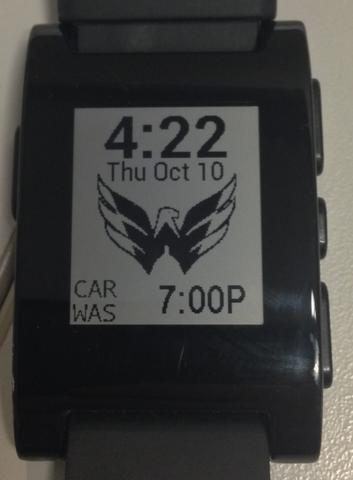 4:22
Thu Oct 10
CAR
WAS 7:00P